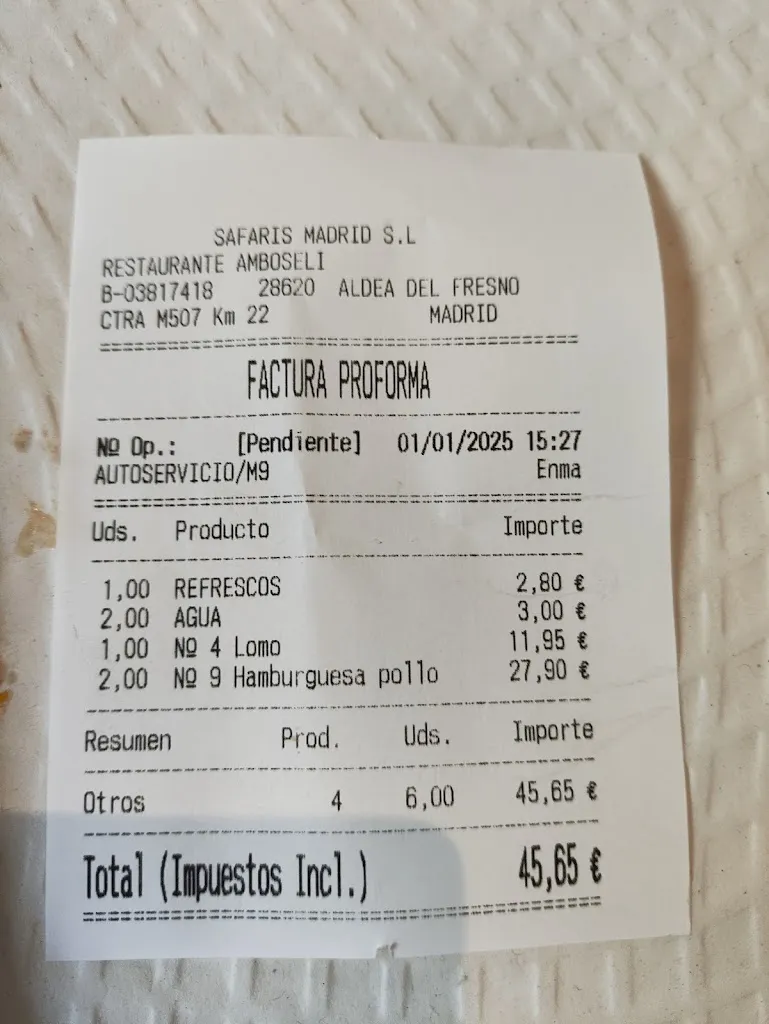 SAFARIS MADRID S.L
RESTAURANTE AMBOSELI
B-03817418 28620 ALDEA DEL FRESNO
CTRA M507 Km 22 MADRID
FACTURA PROFORMA
Nº Op.: [Pendiente] 01/01/2025 15:27
AUTOSERVICIO/M9 Enma
Uds. Producto Importe
1,00 REFRESCOS 2,80 €
2,00 AGUA 3,00 €
1,00 Nº 4 Lomo 11,95 €
2,00 Nº 9 Hamburguesa pollo 27,90 €
Resumen Prod. Uds. Importe
Otros 4 6,00 45,65 €
Total (Impuestos Incl.) 45,65 €